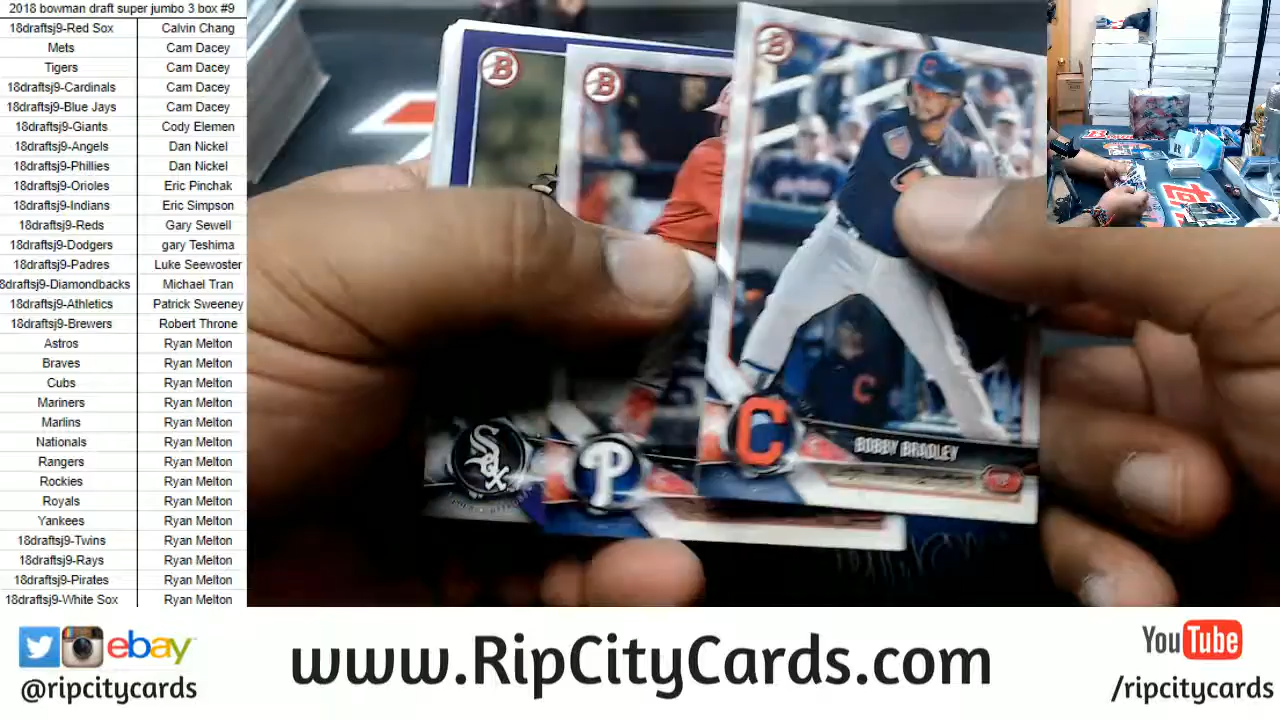 2018 bowman draft super jumbo 3 box #9
18draftsj9-Red Sox Calvin Chang
Mets Cam Dacey
Tigers Cam Dacey
18draftsj9-Cardinals Cam Dacey
18draftsj9-Blue Jays Cam Dacey
18draftsj9-Giants Cody Elemen
18draftsj9-Angels Dan Nickel
18draftsj9-Phillies Dan Nickel
18draftsj9-Orioles Eric Pinchak
18draftsj9-Indians Eric Simpson
18draftsj9-Reds Gary Sewell
18draftsj9-Dodgers gary Teshima
18draftsj9-Padres Luke Seewoster
8draftsj9-Diamondbacks Michael Tran
18draftsj9-Athletics Patrick Sweeney
18draftsj9-Brewers Robert Throne
Astros Ryan Melton
Braves Ryan Melton
Cubs Ryan Melton
Mariners Ryan Melton
Marlins Ryan Melton
Nationals Ryan Melton
Rangers Ryan Melton
Rockies Ryan Melton
Royals Ryan Melton
Yankees Ryan Melton
18draftsj9-Twins Ryan Melton
18draftsj9-Rays Ryan Melton
18draftsj9-Pirates Ryan Melton
18draftsj9-White Sox Ryan Melton
B
B
B
C
C
BOBBY BRADLEY
Sox
P
ebay
@ripcitycards
www.RipCityCards.com
YouTube
/ripcitycards